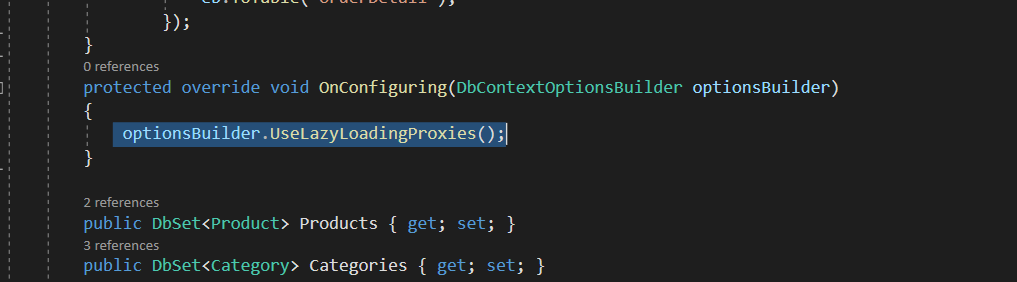 });
}
0 references
protected override void OnConfiguring(DbContextOptionsBuilder optionsBuilder)
{
optionsBuilder.UseLazyLoadingProxies();
}
2 references
public DbSet<Product> Products { get; set; }
3 references
public DbSet<Category> Categories { get; set; }